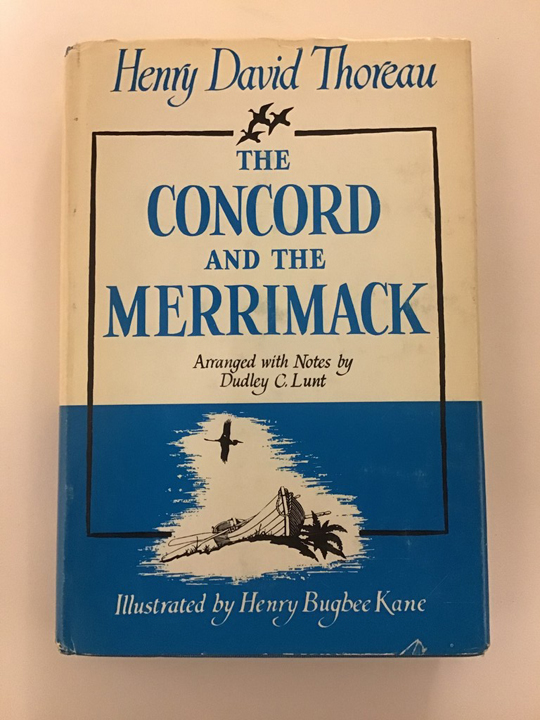 Henry David Thoreau
THE
CONCORD
AND THE
MERRIMACK
Arranged with Notes by
Dudley C. Lunt
Illustrated by Henry Bugbee Kane